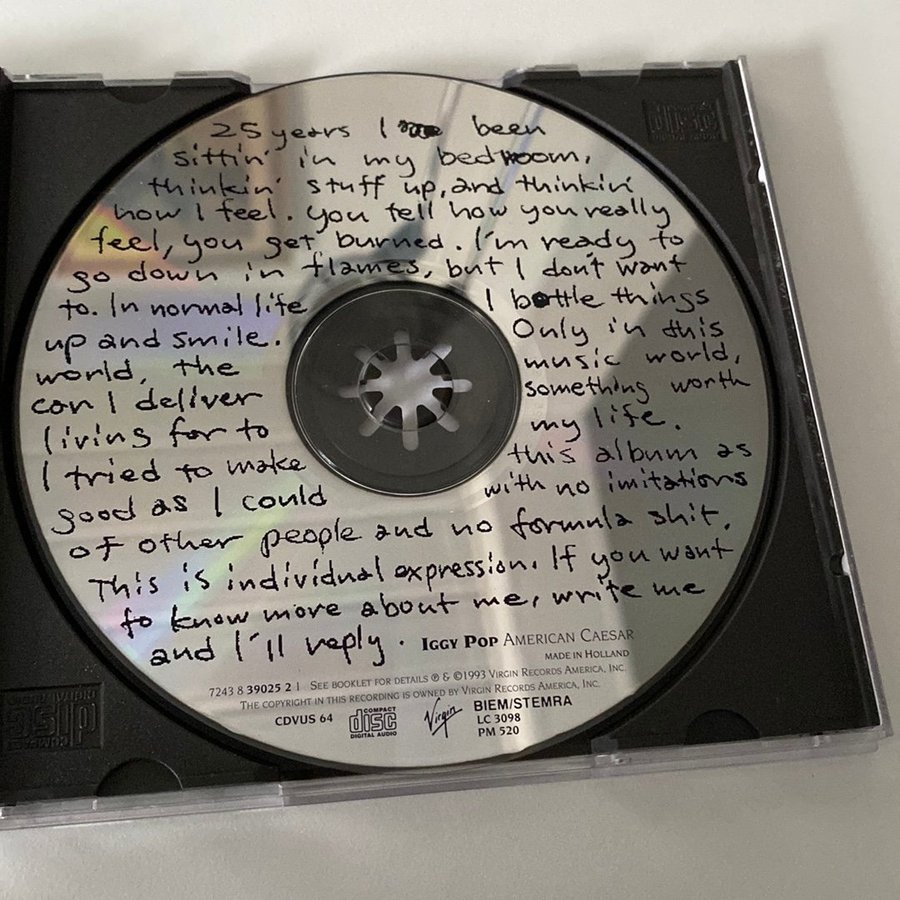 25 years I been
sittin' in my bedroom,
thinkin' stuff up, and thinkin'
how I feel. you tell how you really
feel, you get burned. I'm ready to
go down in flames, but I don't want
to. In normal life I bottle things
up and smile. Only in this
world, the music world,
can I deliver something worth
living for to my life.
I tried to make this album as
good as I could with no imitations
of other people and no formula shit.
This is individual expression. If you want
to know more about me, write me
and I'll reply. IGGY POP AMERICAN CAESAR
MADE IN HOLLAND
7243 8 39025 2 1 SEE BOOKLET FOR DETAILS ℗ & ©1993 VIRGIN RECORDS AMERICA, INC.
THE COPYRIGHT IN THIS RECORDING IS OWNED BY VIRGIN RECORDS AMERICA, INC.
CDVUS 64 COMPACT disc DIGITAL AUDIO Virgin BIEM/STEMRA
LC 3098
PM 520